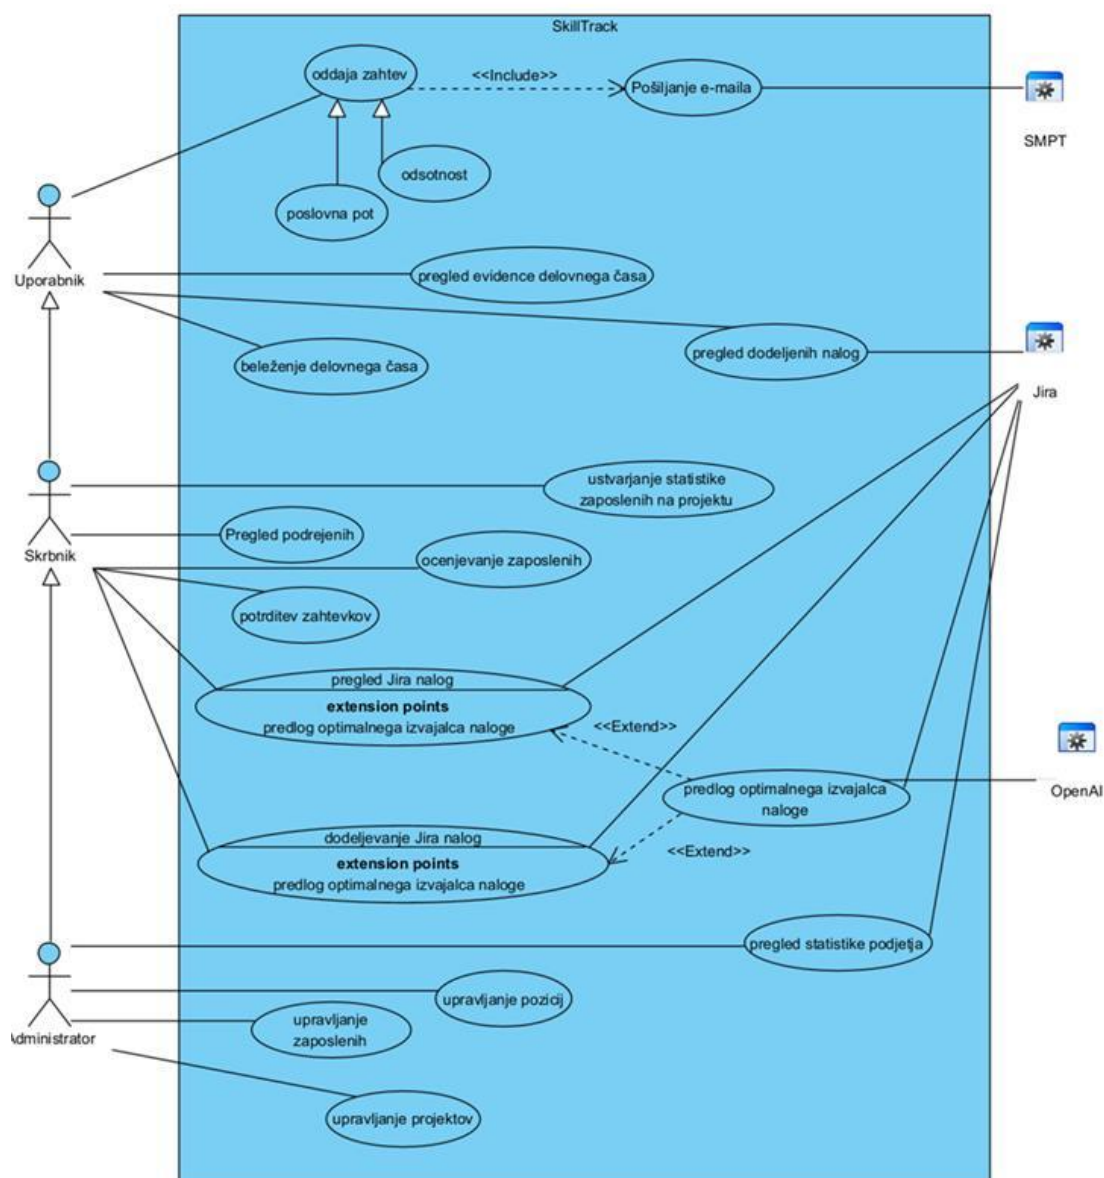 SkillTrack
oddaja zahtev
<<Include>>
Pošiljanje e-maila
SMPT
odsotnost
poslovna pot
Uporabnik
pregled evidence delovnega časa
beleženje delovnega časa
pregled dodeljenih nalog
Jira
ustvarjanje statistike
zaposlenih na projektu
Skrbnik
Pregled podrejenih
ocenjevanje zaposlenih
potrditev zahtevkov
pregled Jira nalog
extension points
predlog optimalnega izvajalca naloge
<<Extend>>
predlog optimalnega izvajalca
naloge
OpenAI
dodeljevanje Jira nalog
extension points
predlog optimalnega izvajalca naloge
<<Extend>>
pregled statistike podjetja
Administrator
upravljanje pozicij
upravljanje
zaposlenih
upravljanje projektov